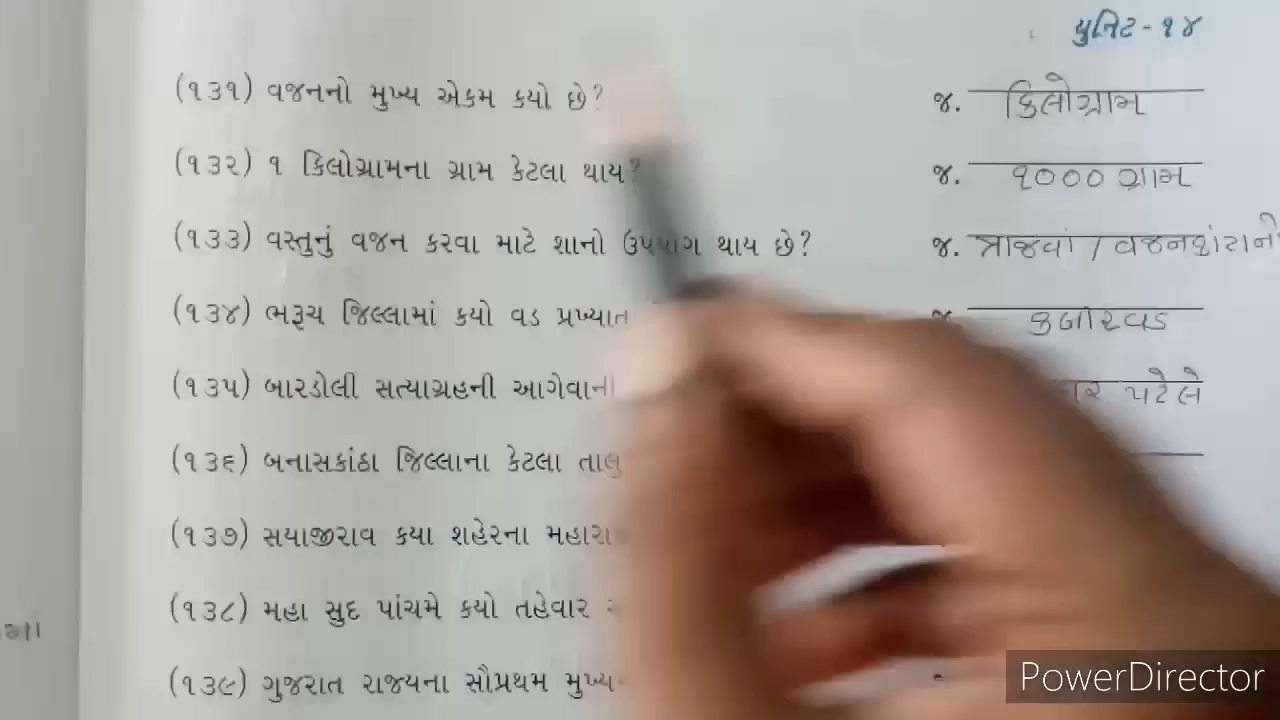 યુનિટ - ૧૪
(૧૩૧) વજનનો મુખ્ય એકમ કયો છે? જ. કિલોગ્રામ
(૧૩૨) ૧ કિલોગ્રામના ગ્રામ કેટલા થાય? જ. ૧૦૦૦ ગ્રામ
(૧૩૩) વસ્તુનું વજન કરવા માટે શાનો ઉપયોગ થાય છે? જ. ત્રાજવાં / વજનકાંટાનો
(૧૩૪) ભરૂચ જિલ્લામાં કયો વડ પ્રખ્યાત કબીરવડ
(૧૩૫) બારડોલી સત્યાગ્રહની આગેવાની પટેલે
(૧૩૬) બનાસકાંઠા જિલ્લાના કેટલા
(૧૩૭) સયાજીરાવ કયા શહેરના
(૧૩૮) મહા સુદ પાંચમે કયો તહેવાર
(૧૩૯) ગુજરાત રાજયના સૌપ્રથમ
PowerDirector